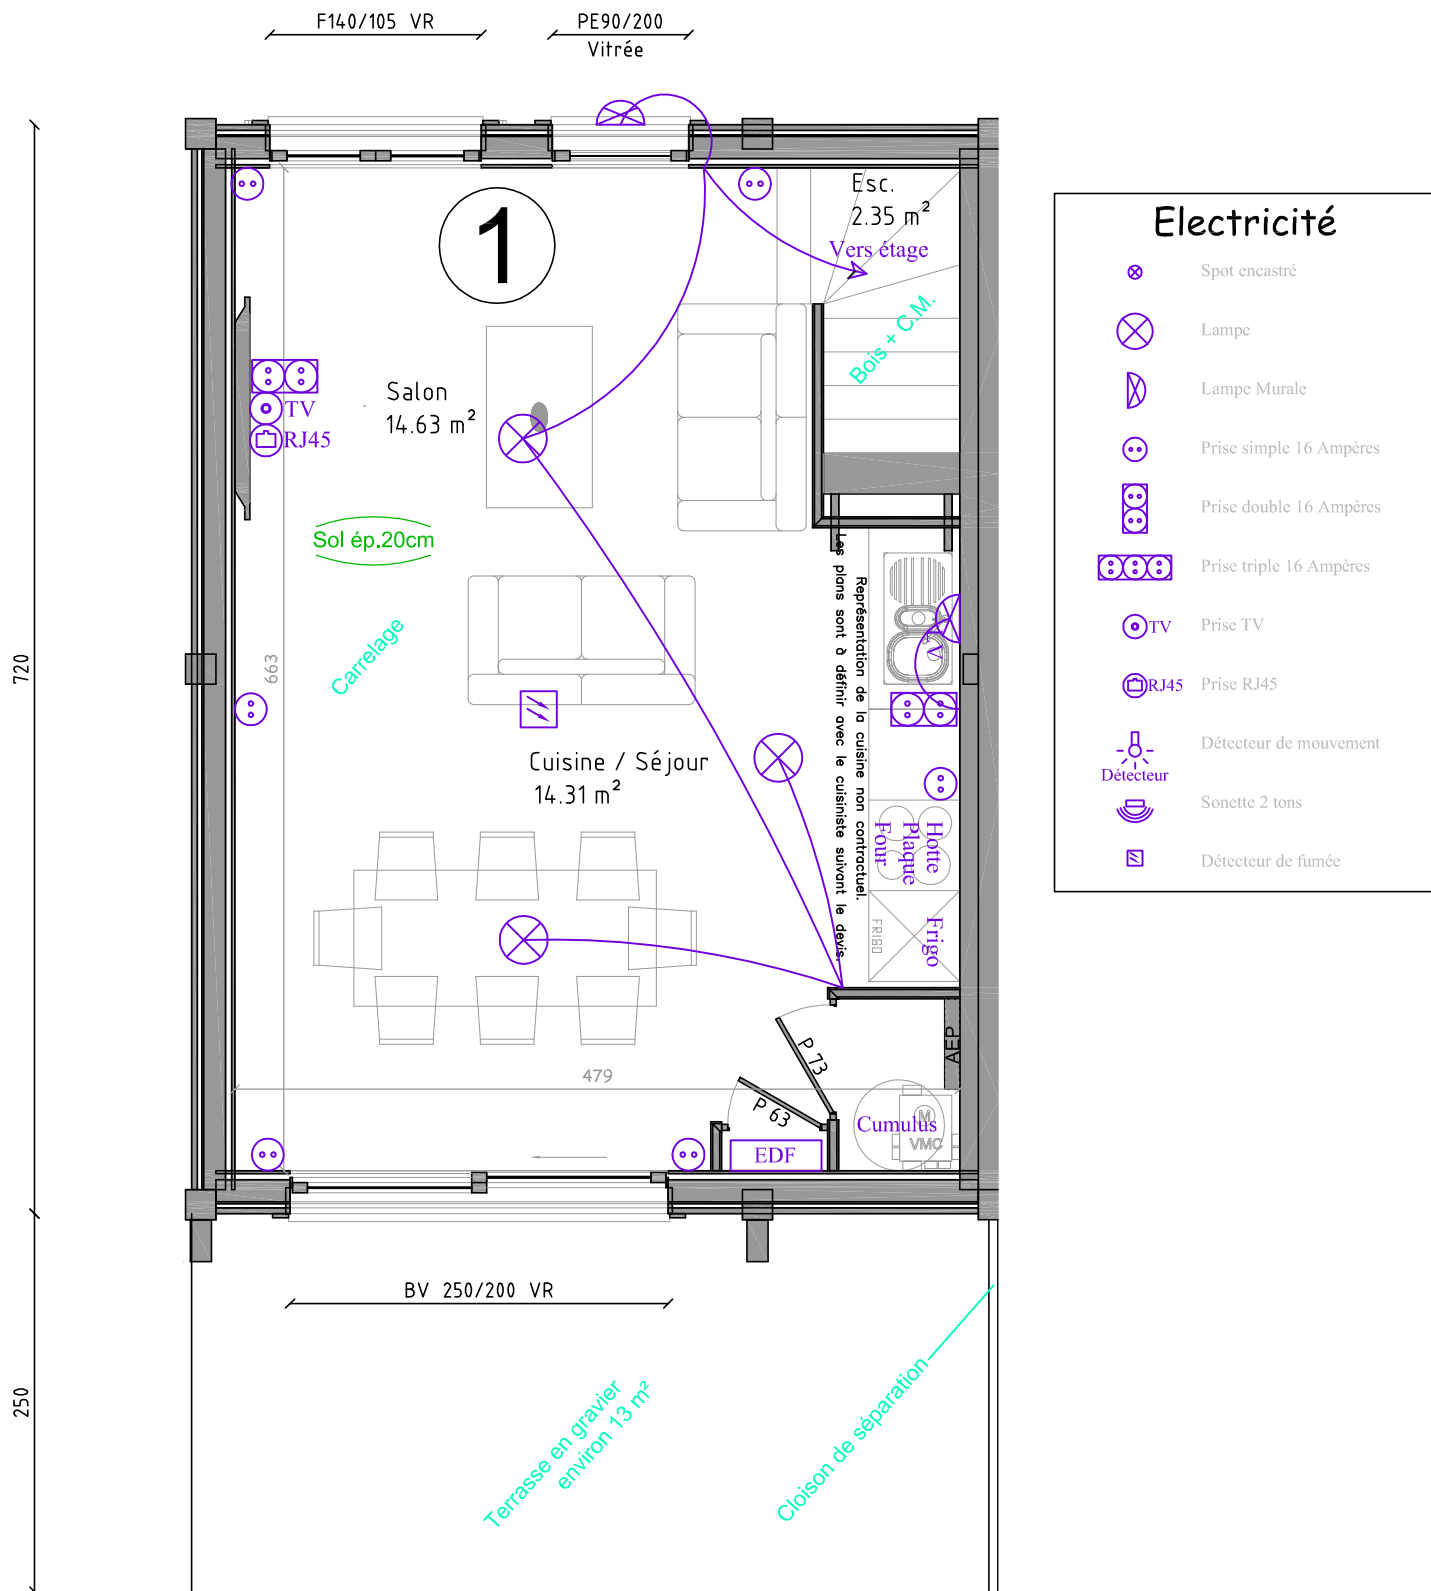 F140/105 VR
PE90/200
Vitrée
1
Esc.
2.35 m²
Vers étage
Bois + C.M.
Salon
14.63 m²
TV
RJ45
Sol ép.20cm
Carrelage
663
720
Représentation de la cuisine non contractuel.
Les plans sont à définir avec le cuisiniste suivant le devis.
LV
Cuisine / Séjour
14.31 m²
Hotte
Plaque
Four
Frigo
FRIGO
479
P 73
P 63
AEP
Cumulus
M
VMC
EDF
BV 250/200 VR
250
Terrasse en gravier
environ 13 m²
Cloison de séparation
Electricité
Spot encastré
Lampe
Lampe Murale
Prise simple 16 Ampères
Prise double 16 Ampères
Prise triple 16 Ampères
TV Prise TV
RJ45 Prise RJ45
Détecteur de mouvement
Détecteur
Sonette 2 tons
Détecteur de fumée